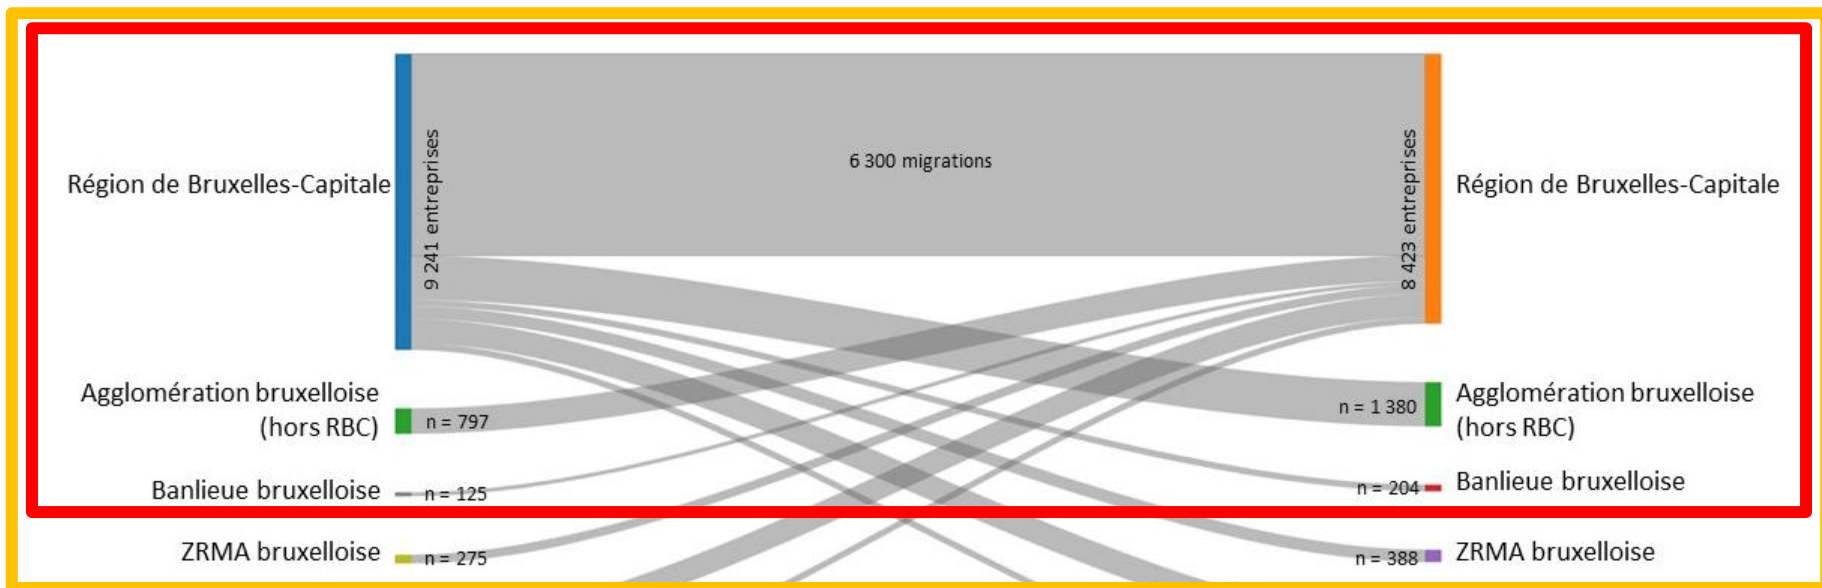 Région de Bruxelles-Capitale
9 241 entreprises
6 300 migrations
8 423 entreprises
Région de Bruxelles-Capitale
Agglomération bruxelloise
(hors RBC)
n = 797
n = 1 380
Agglomération bruxelloise
(hors RBC)
Banlieue bruxelloise
n = 125
n = 204
Banlieue bruxelloise
ZRMA bruxelloise
n = 275
n = 388
ZRMA bruxelloise